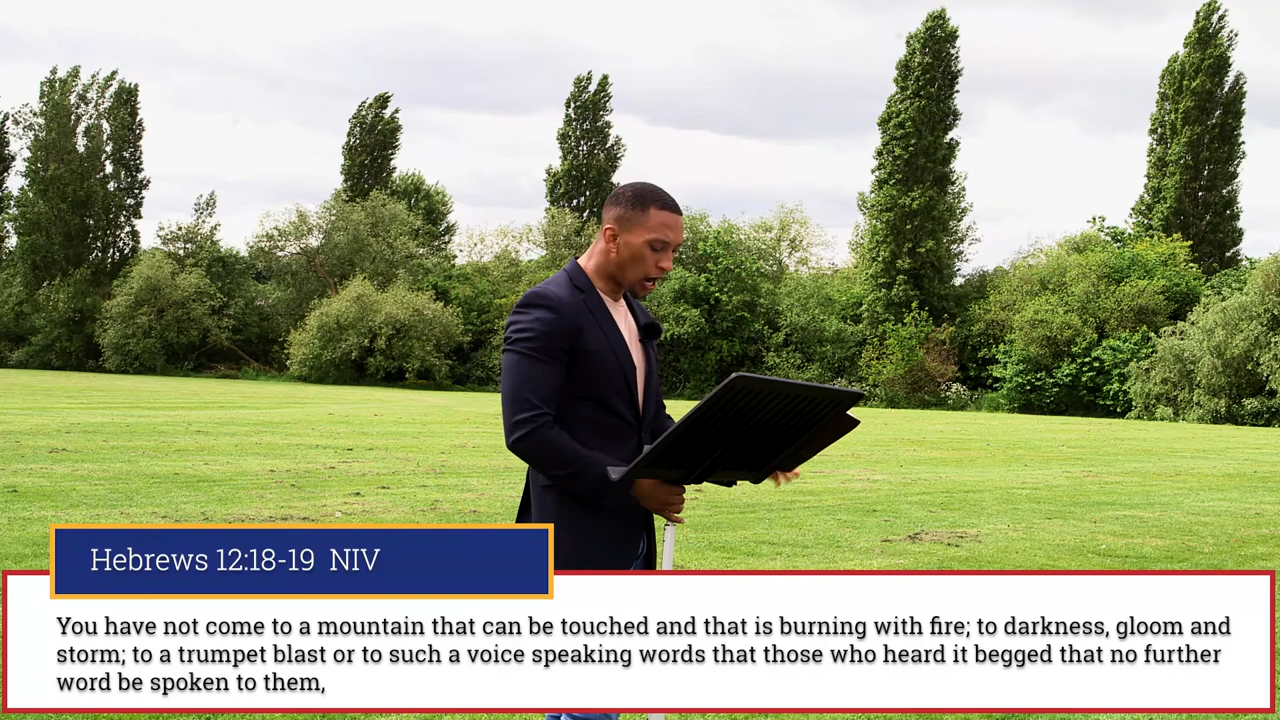 Hebrews 12:18-19 NIV
You have not come to a mountain that can be touched and that is burning with fire; to darkness, gloom and
storm; to a trumpet blast or to such a voice speaking words that those who heard it begged that no further
word be spoken to them,